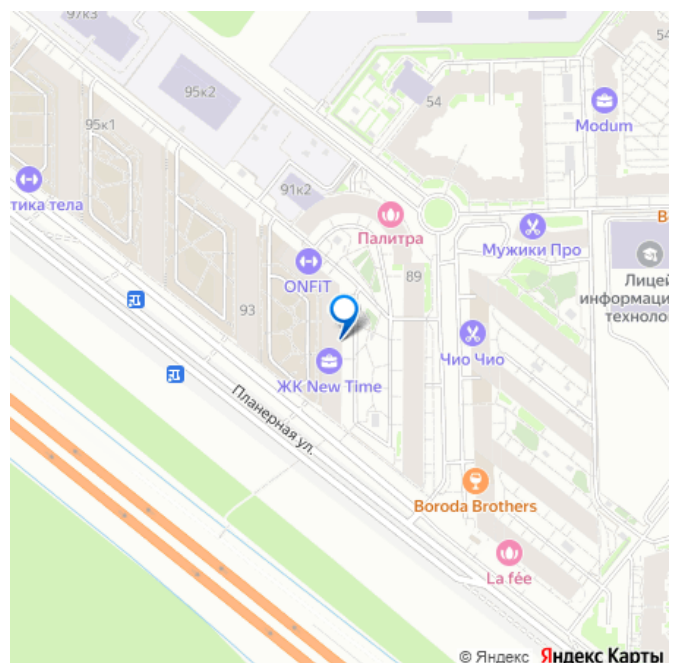 97к3
54
95к2
54
Modum
95к1
91к2
тика тела
Палитра
Мужики Про
В
ONFiT
89
Лицей
информаци
техноло
93
Чио Чио
ЖК New Time
Планерная ул.
Boroda Brothers
La fée
© Яндекс Яндекс Карты